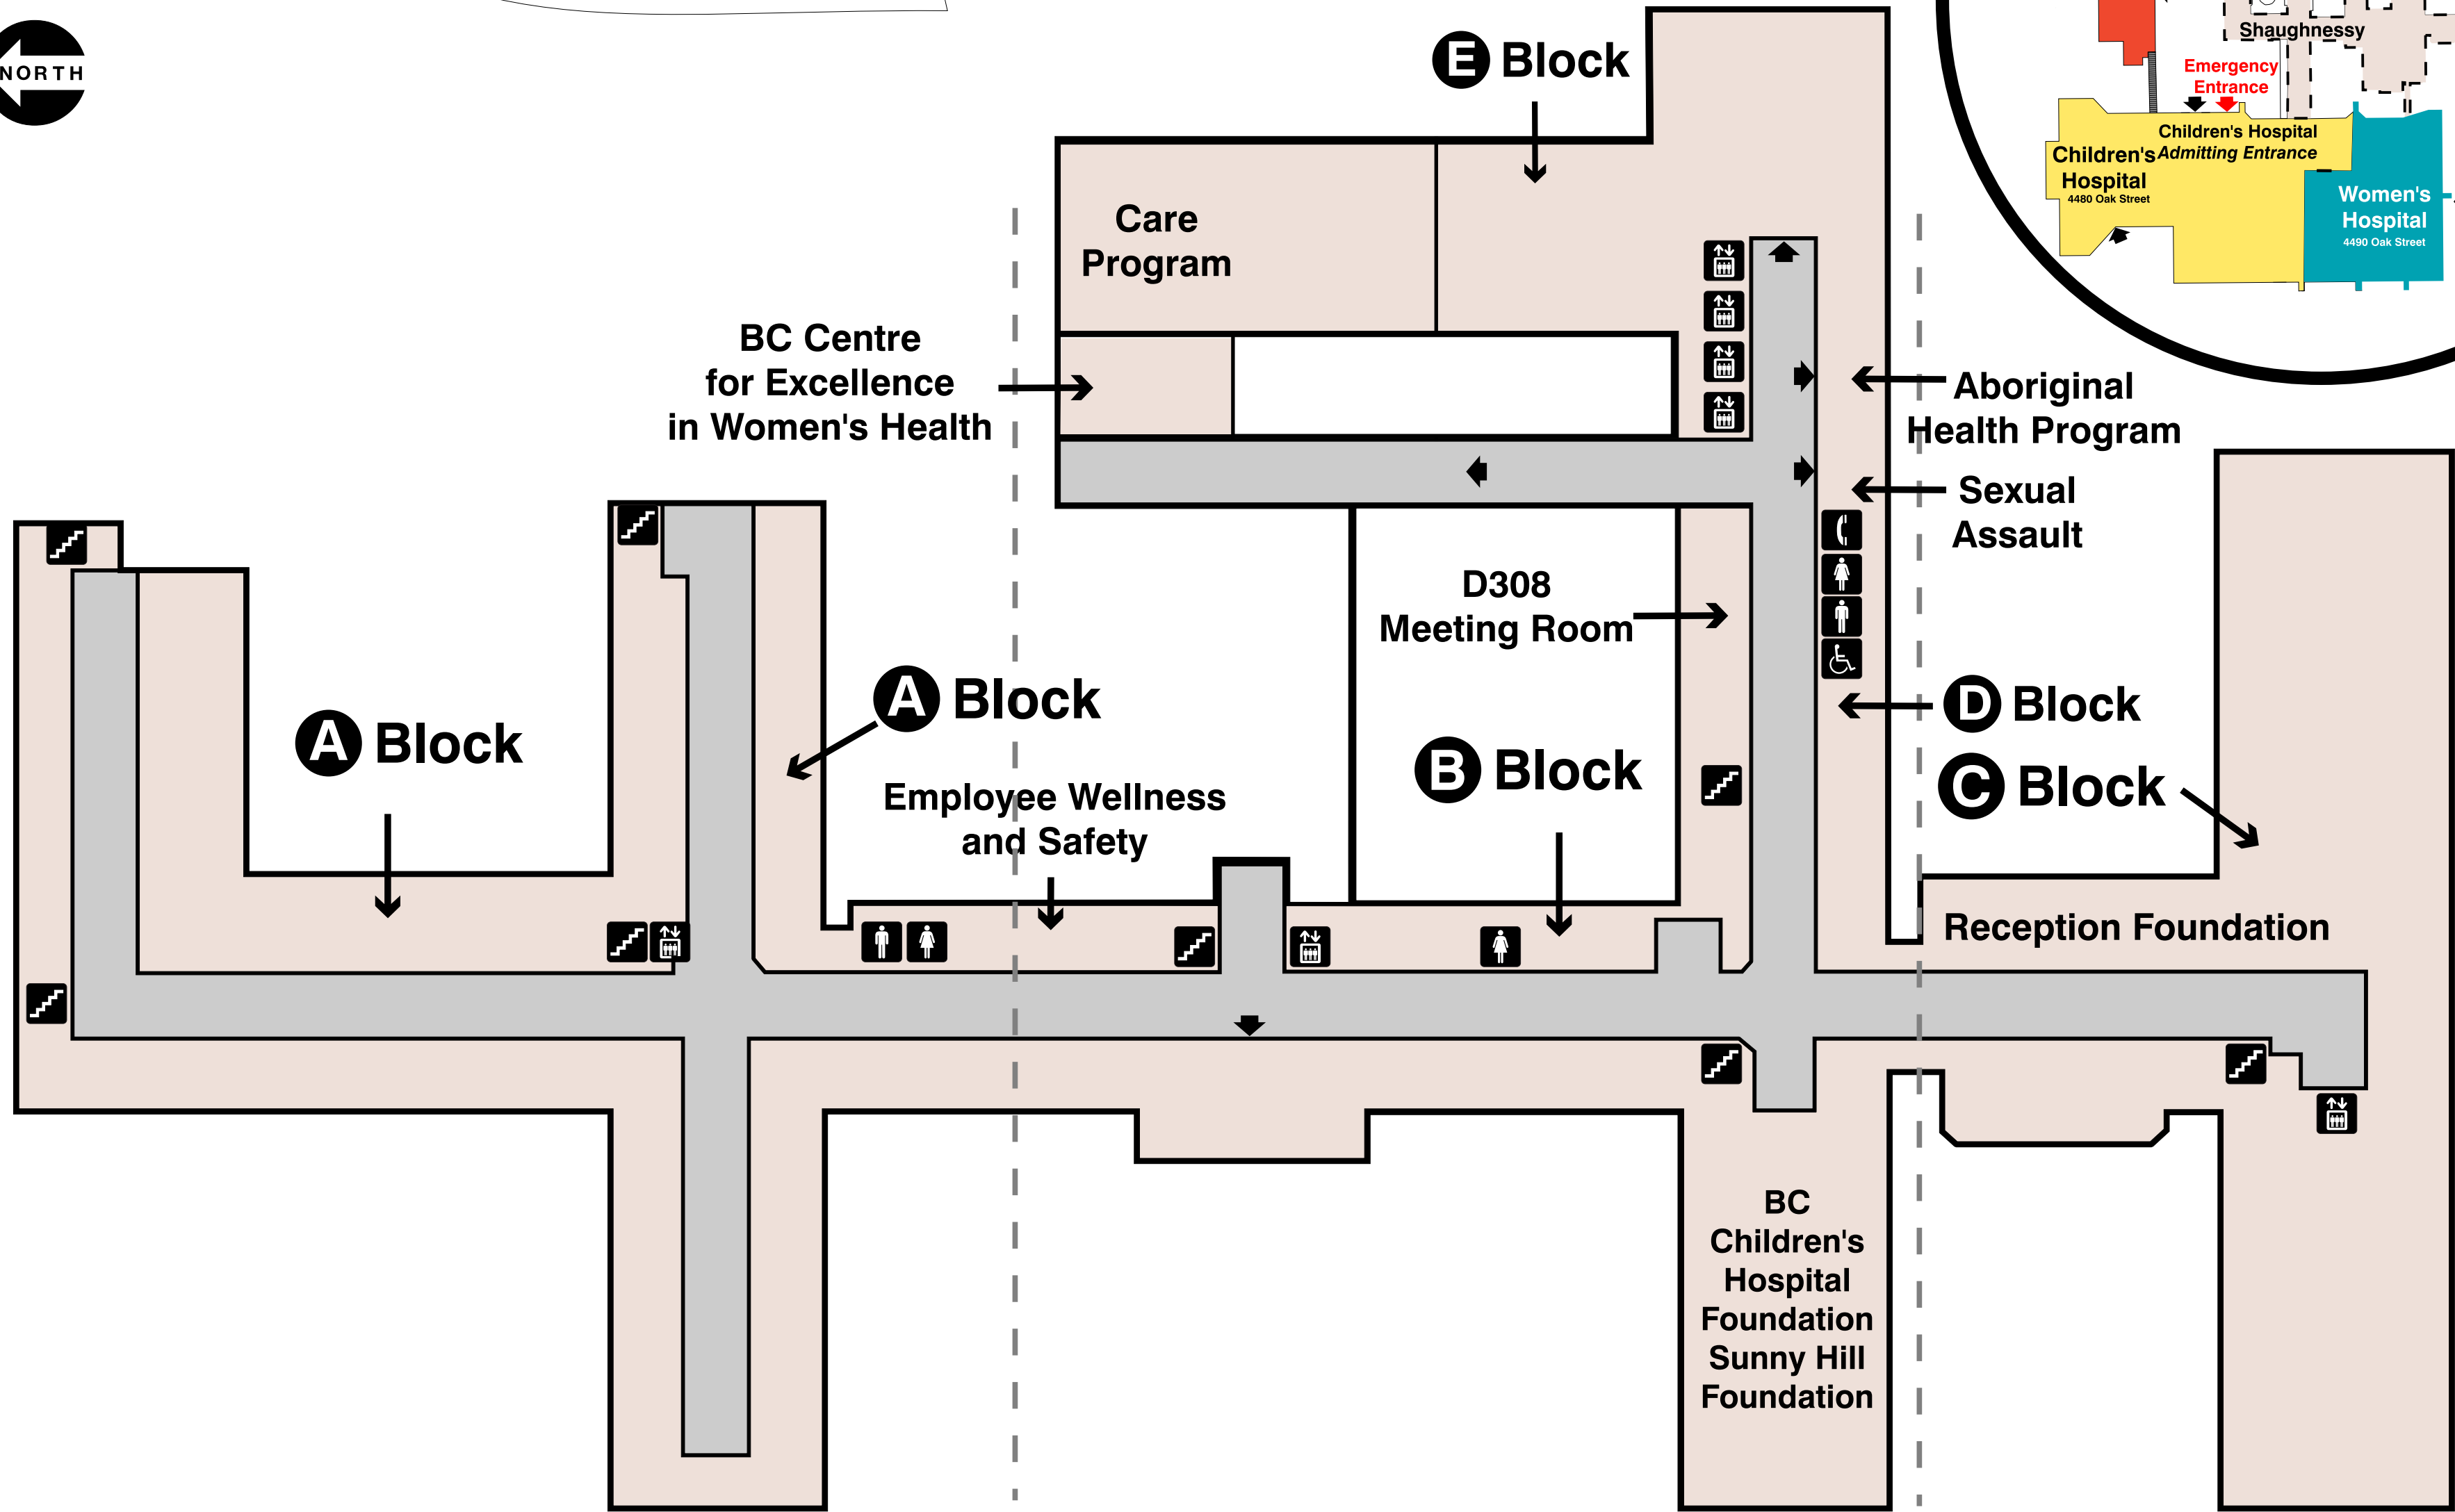 NORTH
E Block
Shaughnessy
Emergency
Entrance
Children's Hospital
Admitting Entrance
Children's
Hospital
4480 Oak Street
Women's
Hospital
4490 Oak Street
Care
Program
BC Centre
for Excellence
in Women's Health
Aboriginal
Health Program
Sexual
Assault
D308
Meeting Room
A Block
A Block
D Block
B Block
C Block
Employee Wellness
and Safety
Reception Foundation
BC
Children's
Hospital
Foundation
Sunny Hill
Foundation